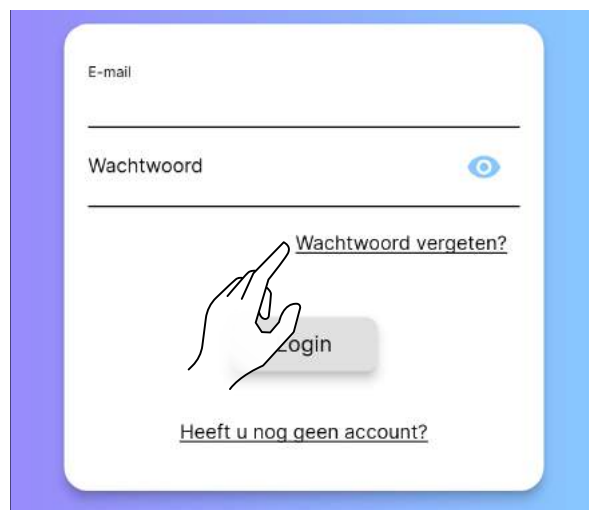 E-mail
Wachtwoord
Wachtwoord vergeten?
Login
Heeft u nog geen account?